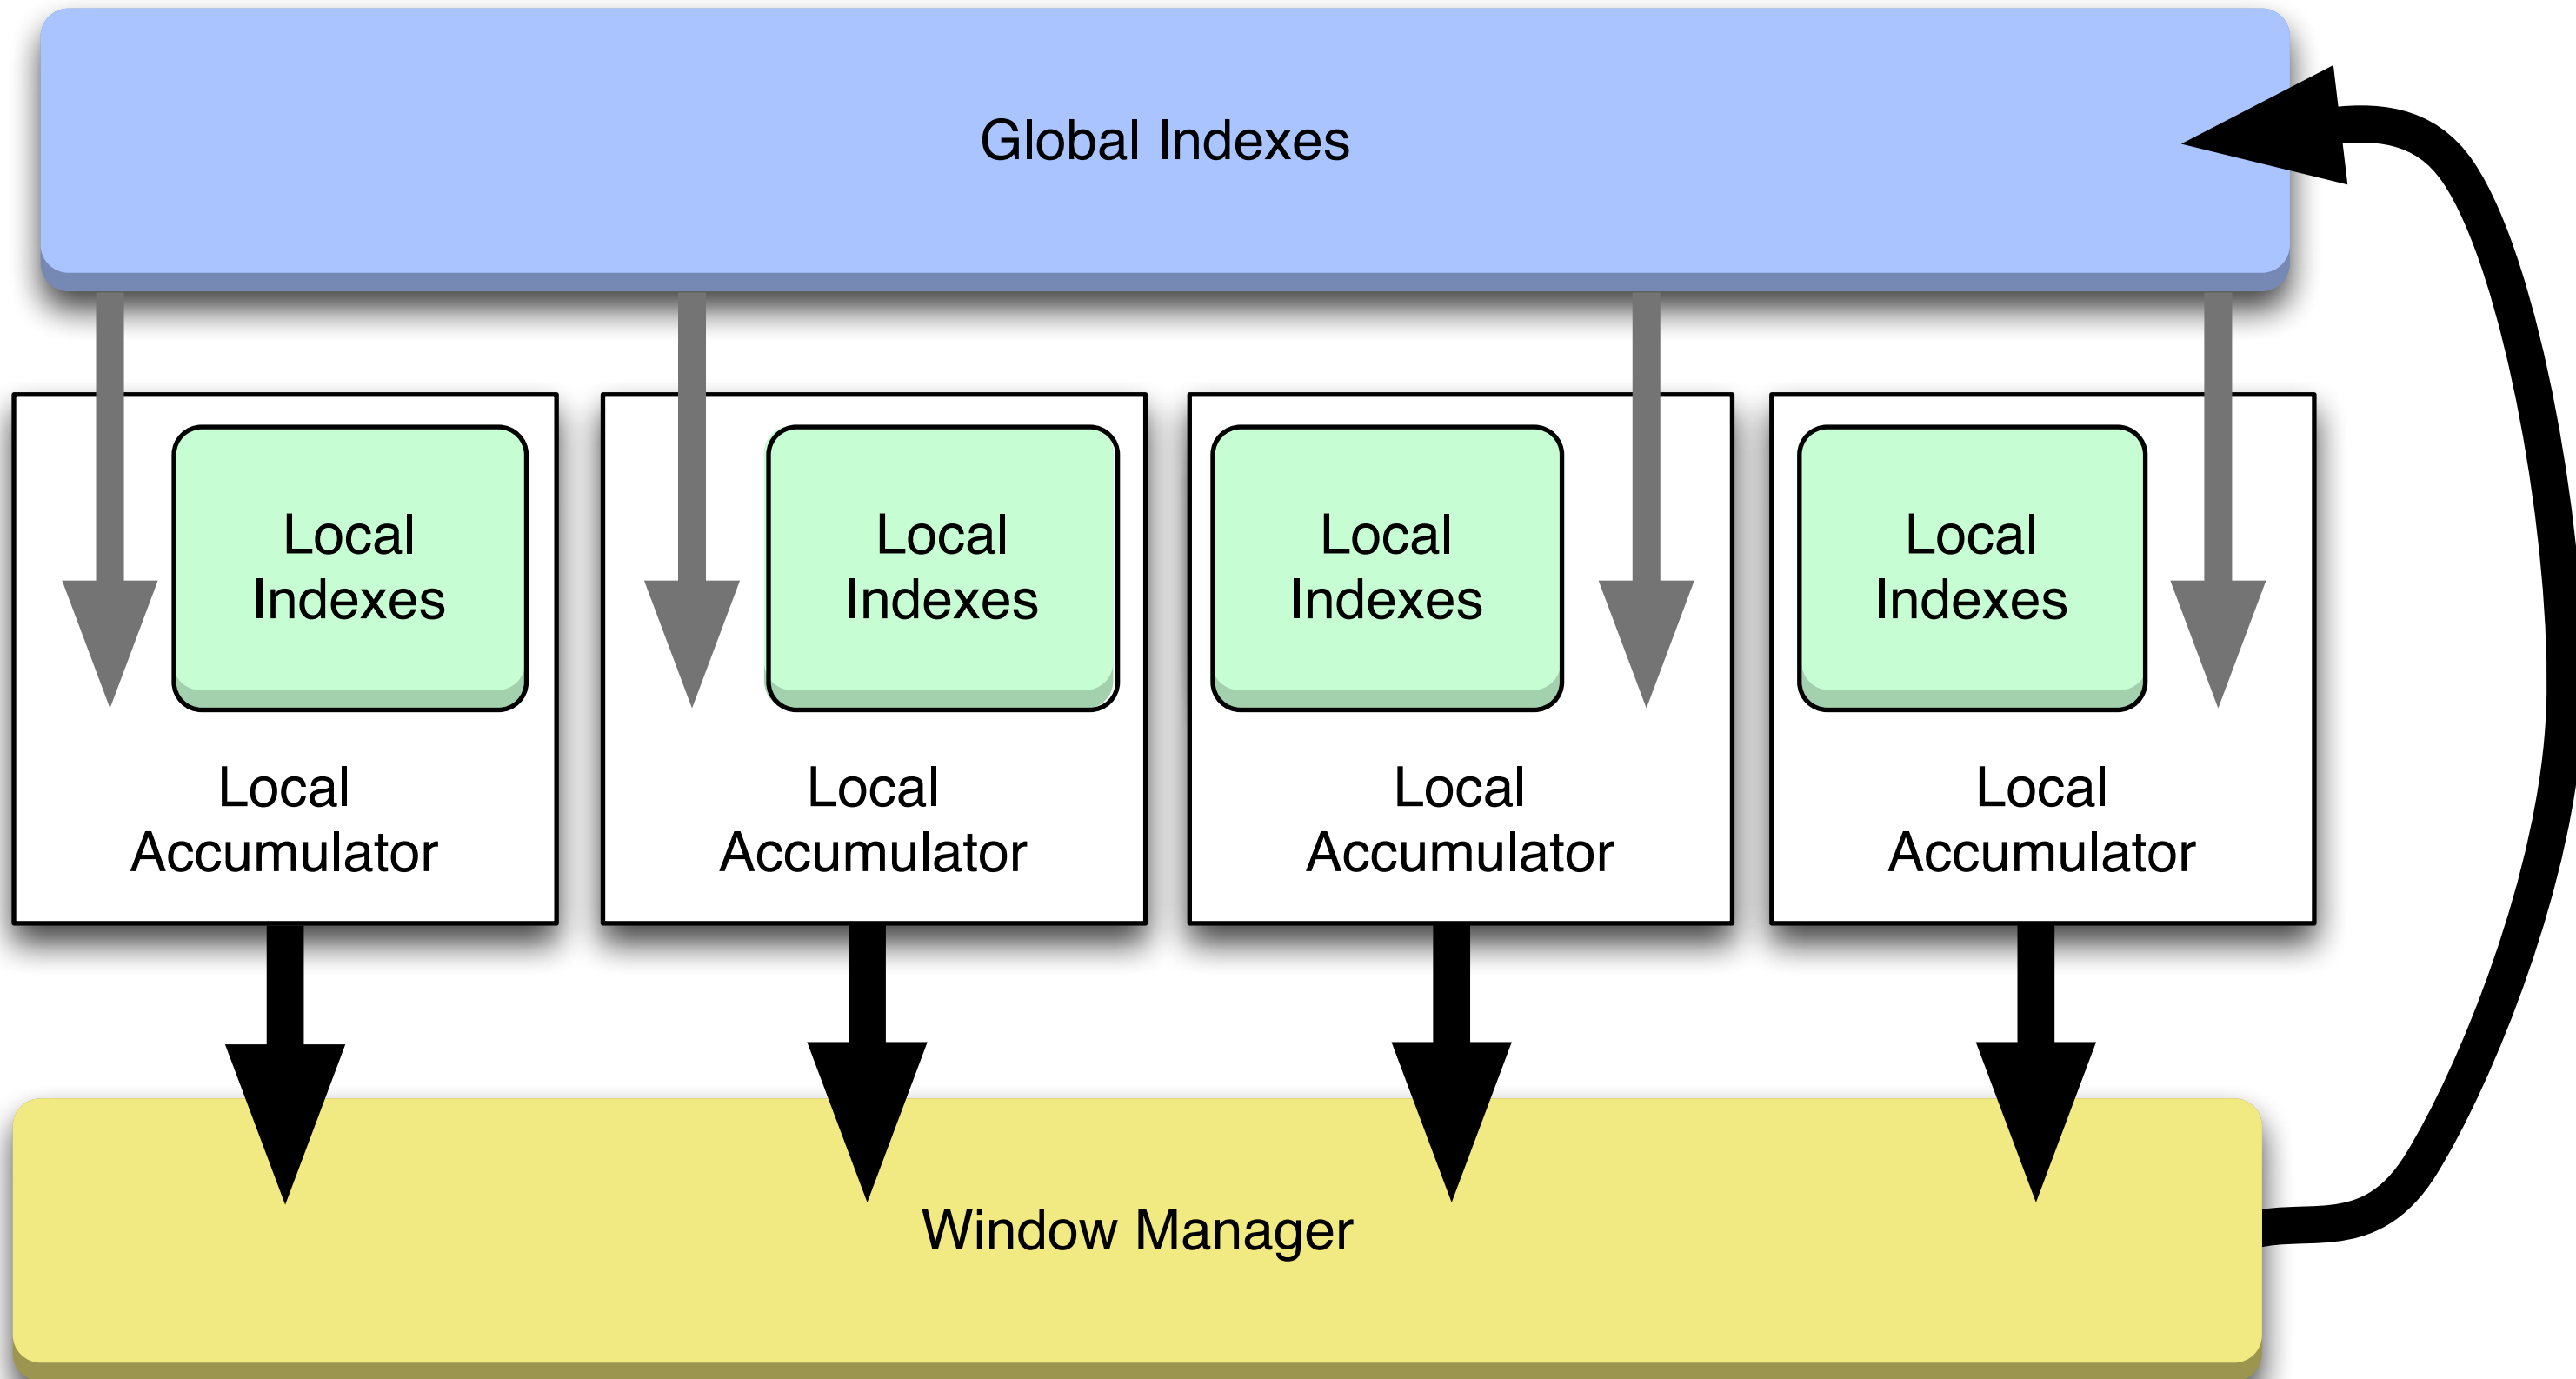 Global Indexes
Local
Indexes
Local
Indexes
Local
Indexes
Local
Indexes
Local
Accumulator
Local
Accumulator
Local
Accumulator
Local
Accumulator
Window Manager